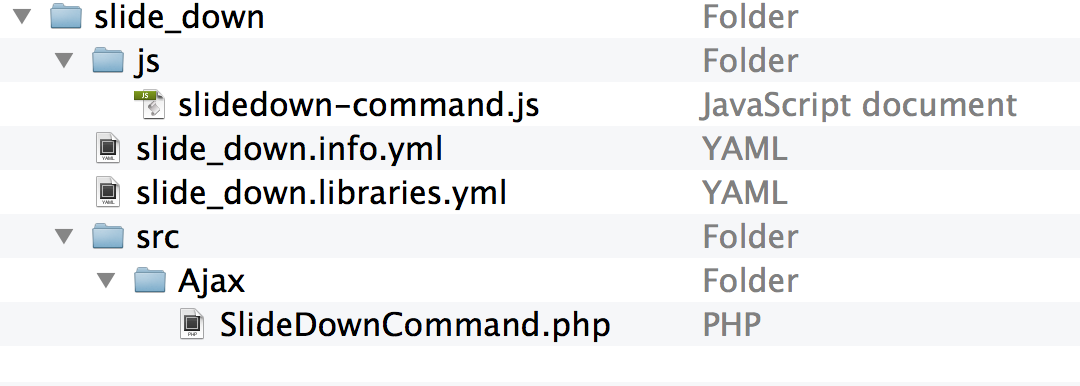 slide_down Folder
js Folder
JS slidedown-command.js JavaScript document
YAML slide_down.info.yml YAML
YAML slide_down.libraries.yml YAML
src Folder
Ajax Folder
PHP SlideDownCommand.php PHP